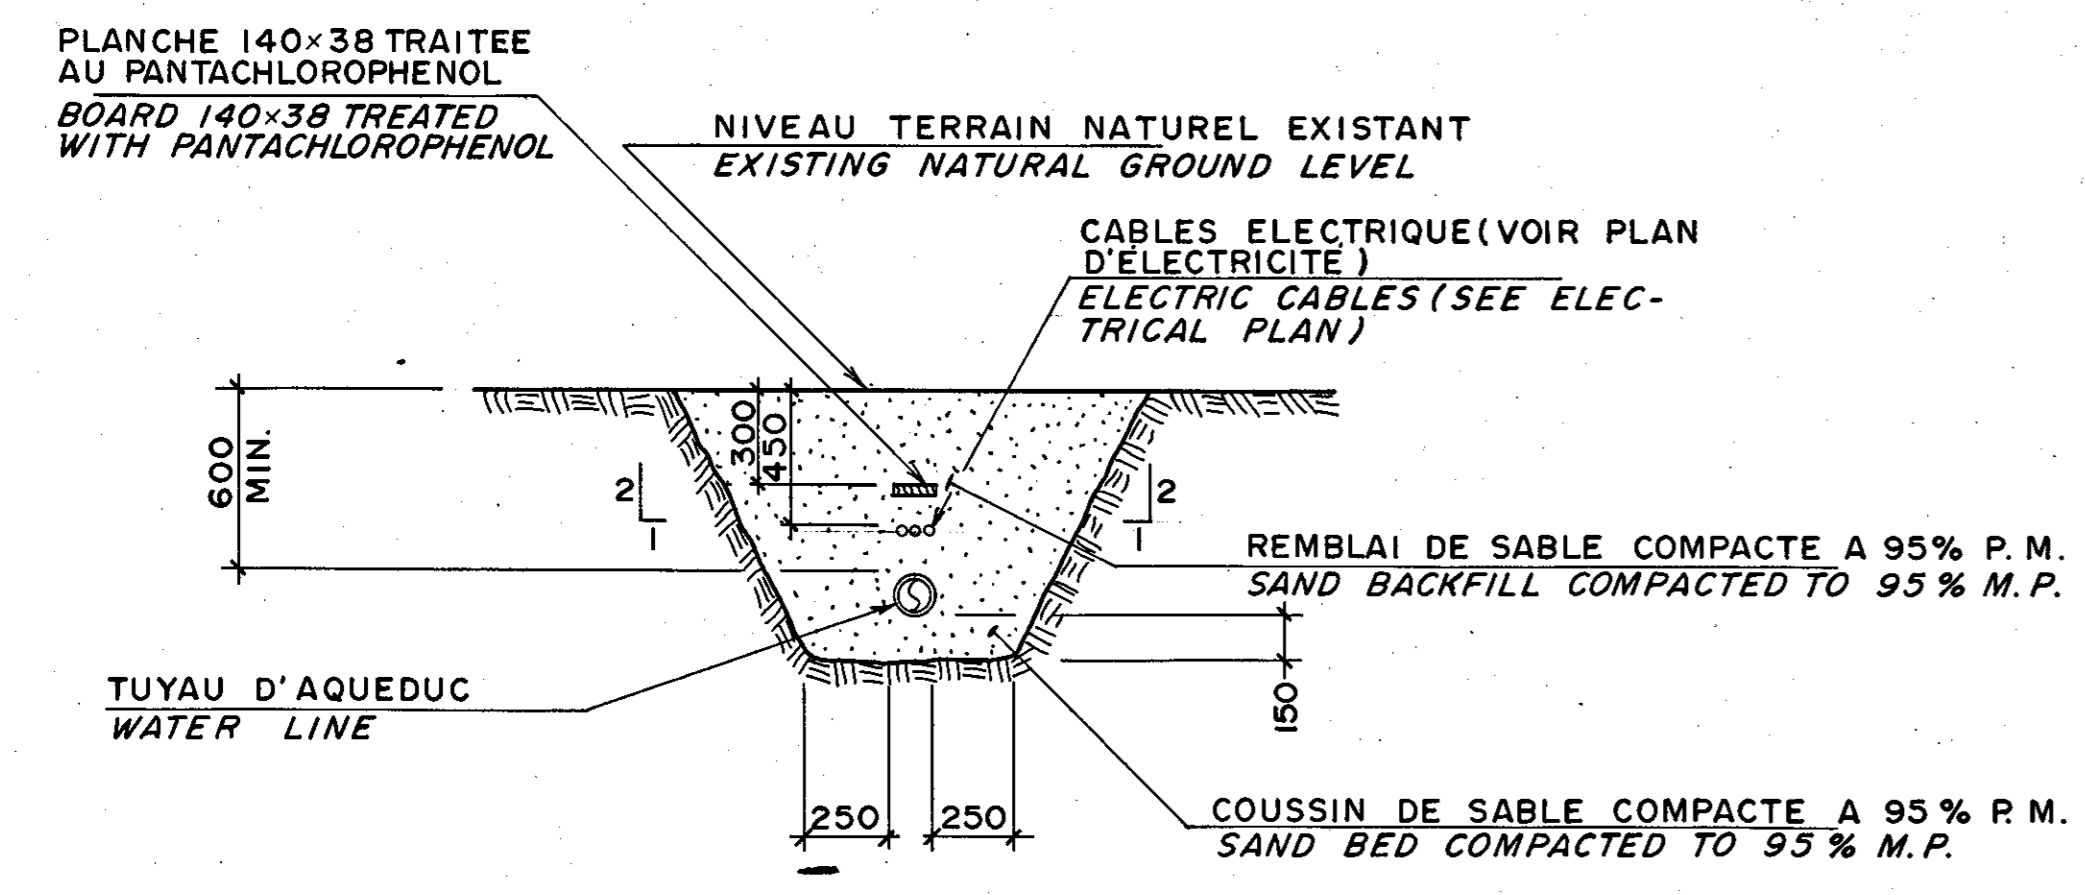 PLANCHE 140×38 TRAITEE
AU PANTACHLOROPHENOL
BOARD 140×38 TREATED
WITH PANTACHLOROPHENOL
NIVEAU TERRAIN NATUREL EXISTANT
EXISTING NATURAL GROUND LEVEL
CABLES ELECTRIQUE (VOIR PLAN
D'ÉLECTRICITÉ)
ELECTRIC CABLES (SEE ELEC-
TRICAL PLAN)
600
MIN.
300
450
2
1
2
1
REMBLAI DE SABLE COMPACTE A 95% P.M.
SAND BACKFILL COMPACTED TO 95% M.P.
TUYAU D'AQUEDUC
WATER LINE
150
250
250
COUSSIN DE SABLE COMPACTE A 95% P.M.
SAND BED COMPACTED TO 95% M.P.